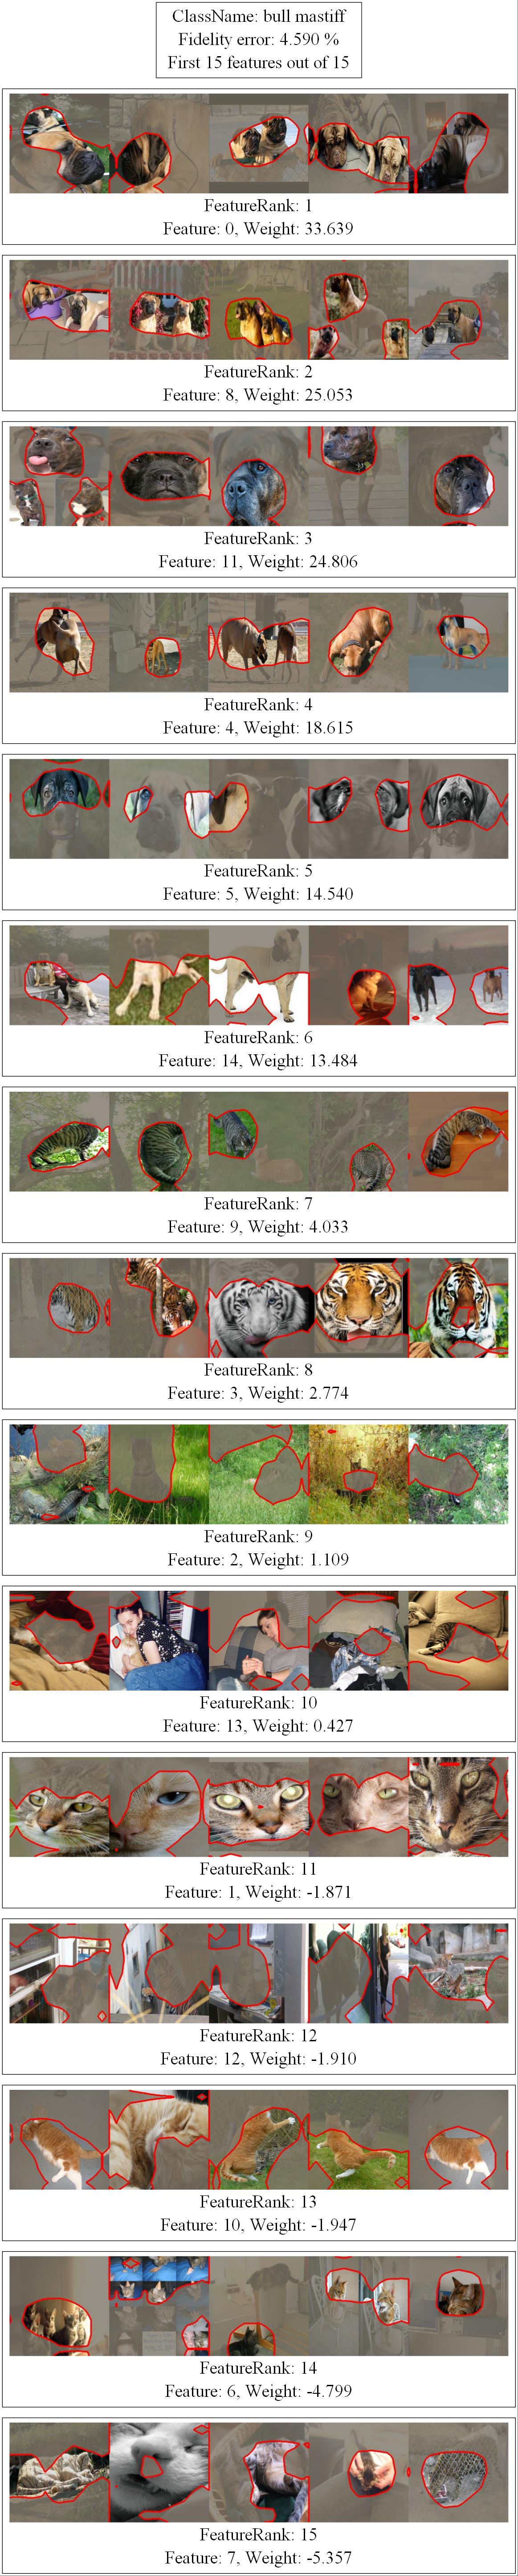 ClassName: bull mastiff
Fidelity error: 4.590 %
First 15 features out of 15
FeatureRank: 1
Feature: 0, Weight: 33.639
FeatureRank: 2
Feature: 8, Weight: 25.053
FeatureRank: 3
Feature: 11, Weight: 24.806
FeatureRank: 4
Feature: 4, Weight: 18.615
FeatureRank: 5
Feature: 5, Weight: 14.540
FeatureRank: 6
Feature: 14, Weight: 13.484
FeatureRank: 7
Feature: 9, Weight: 4.033
FeatureRank: 8
Feature: 3, Weight: 2.774
FeatureRank: 9
Feature: 2, Weight: 1.109
FeatureRank: 10
Feature: 13, Weight: 0.427
FeatureRank: 11
Feature: 1, Weight: -1.871
FeatureRank: 12
Feature: 12, Weight: -1.910
FeatureRank: 13
Feature: 10, Weight: -1.947
FeatureRank: 14
Feature: 6, Weight: -4.799
FeatureRank: 15
Feature: 7, Weight: -5.357